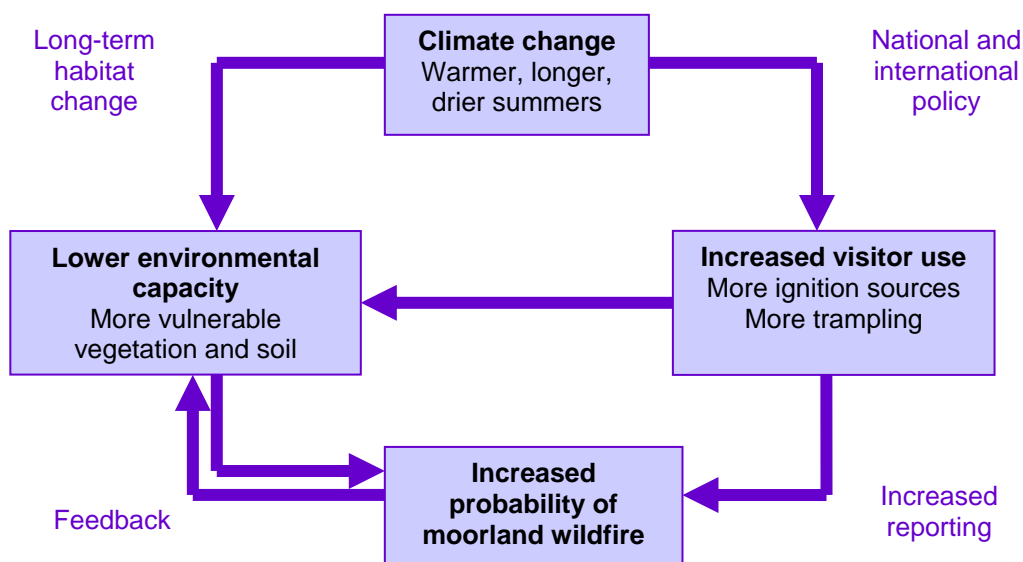 Long-term
habitat
change
Climate change
Warmer, longer,
drier summers
National and
international
policy
Lower environmental
capacity
More vulnerable
vegetation and soil
Increased visitor use
More ignition sources
More trampling
Feedback
Increased
probability of
moorland wildfire
Increased
reporting